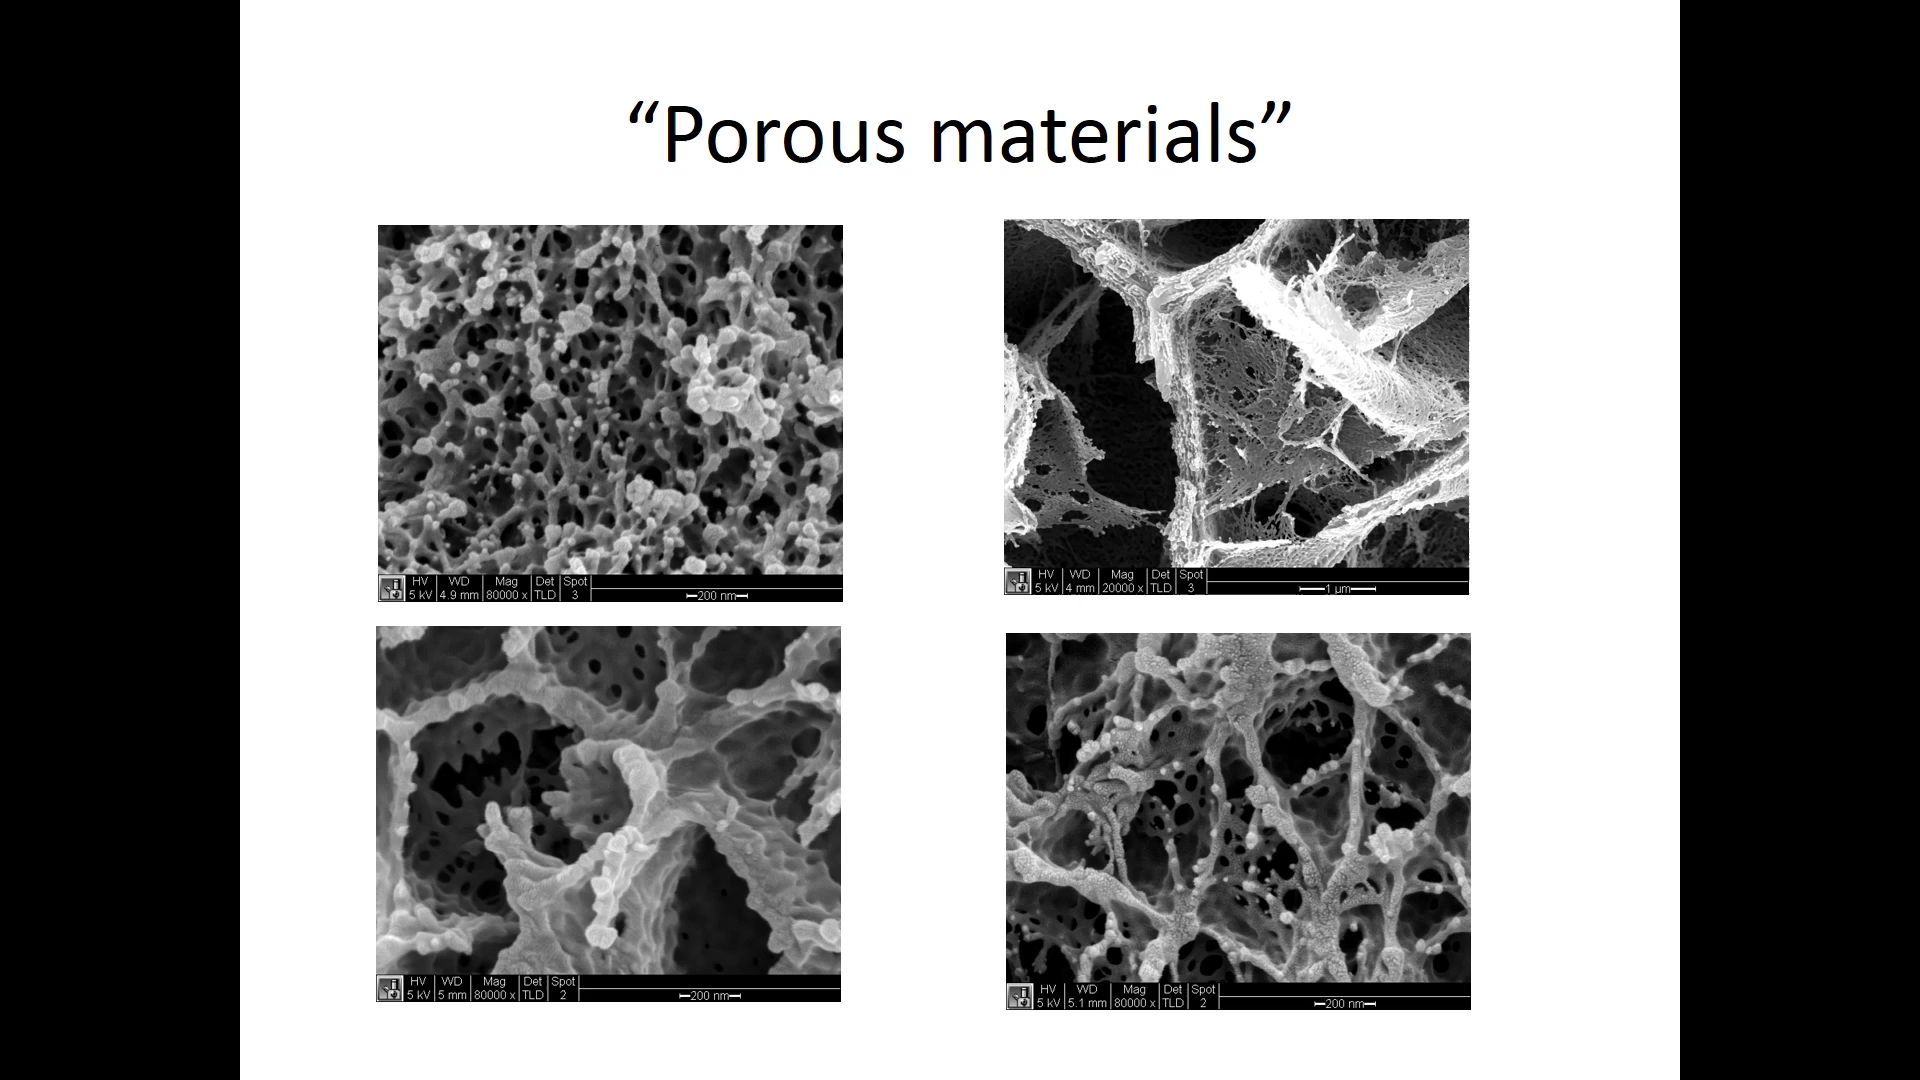 “Porous materials”
HV WD Mag Det Spot
5 kV 4.9 mm 80000 x TLD 3 200 nm
HV WD Mag Det Spot
5 kV 4 mm 20000 x TLD 3 1 µm
HV WD Mag Det Spot
5 kV 5 mm 80000 x TLD 2 200 nm
HV WD Mag Det Spot
5 kV 5.1 mm 80000 x TLD 2 200 nm